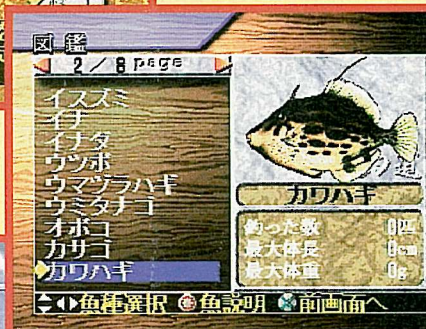 図鑑
2/8 page
イスズミ
イナ
イナダ
ウツボ
ウマヅラハギ
ウミタナゴ
オボコ
カサゴ
カワハギ
カワハギ
釣った数 0匹
最大体長 0cm
最大体重 0g
魚種選択 魚説明 前画面へ